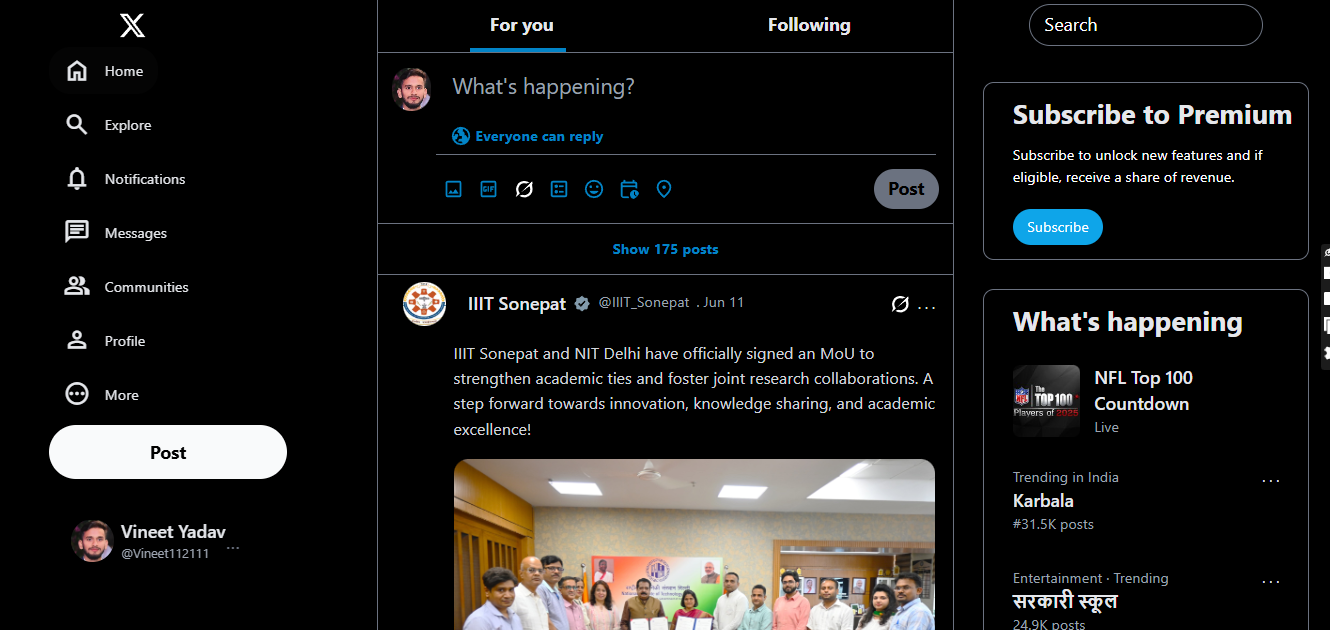 Home
Explore
Notifications
Messages
Communities
Profile
More
Post
Vineet Yadav
@Vineet112111
...
For you
Following
What's happening?
Everyone can reply
GIF
Post
Show 175 posts
IIIT Sonepat @IIIT_Sonepat . Jun 11
...
IIIT Sonepat and NIT Delhi have officially signed an MoU to
strengthen academic ties and foster joint research collaborations. A
step forward towards innovation, knowledge sharing, and academic
excellence!
Search
Subscribe to Premium
Subscribe to unlock new features and if
eligible, receive a share of revenue.
Subscribe
What's happening
NFL
The
TOP100
Players of 2025
NFL Top 100
Countdown
Live
Trending in India
...
Karbala
#31.5K posts
Entertainment · Trending
...
सरकारी स्कूल
24.9K posts